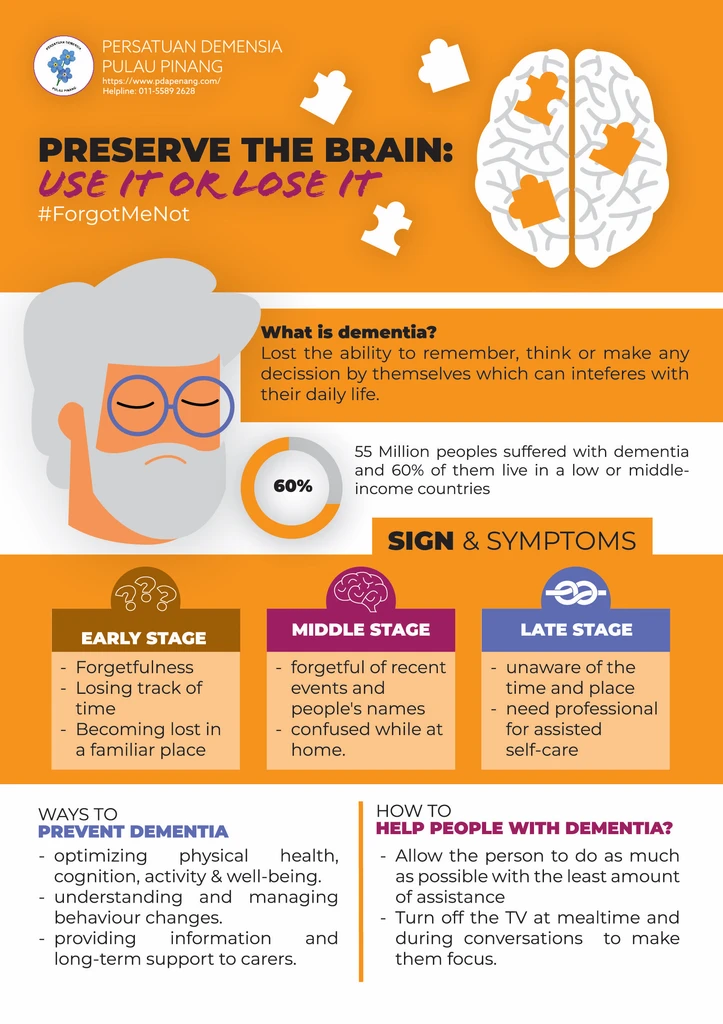 PERSATUAN DEMENSIA
PULAU PINANG
https://www.pdapenang.com/
Helpline: 011-5589 2628
PERSATUAN DEMENSIA
PULAU PINANG
PRESERVE THE BRAIN:
USE IT OR LOSE IT
#ForgotMeNot
What is dementia?
Lost the ability to remember, think or make any
decission by themselves which can inteferes with
their daily life.
60%
55 Million peoples suffered with dementia
and 60% of them live in a low or middle-
income countries
SIGN & SYMPTOMS
EARLY STAGE
- Forgetfulness
- Losing track of
time
- Becoming lost in
a familiar place
MIDDLE STAGE
- forgetful of recent
events and
people's names
- confused while at
home.
LATE STAGE
- unaware of the
time and place
- need professional
for assisted
self-care
WAYS TO
PREVENT DEMENTIA
- optimizing physical health,
cognition, activity & well-being.
- understanding and managing
behaviour changes.
- providing information and
long-term support to carers.
HOW TO
HELP PEOPLE WITH DEMENTIA?
- Allow the person to do as much
as possible with the least amount
of assistance
- Turn off the TV at mealtime and
during conversations to make
them focus.